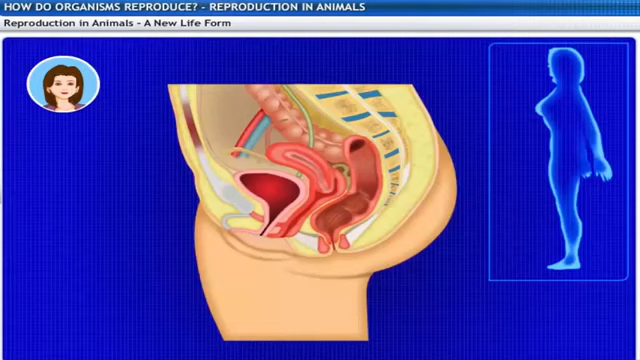 HOW DO ORGANISMS REPRODUCE? - REPRODUCTION IN ANIMALS
Reproduction in Animals - A New Life Form